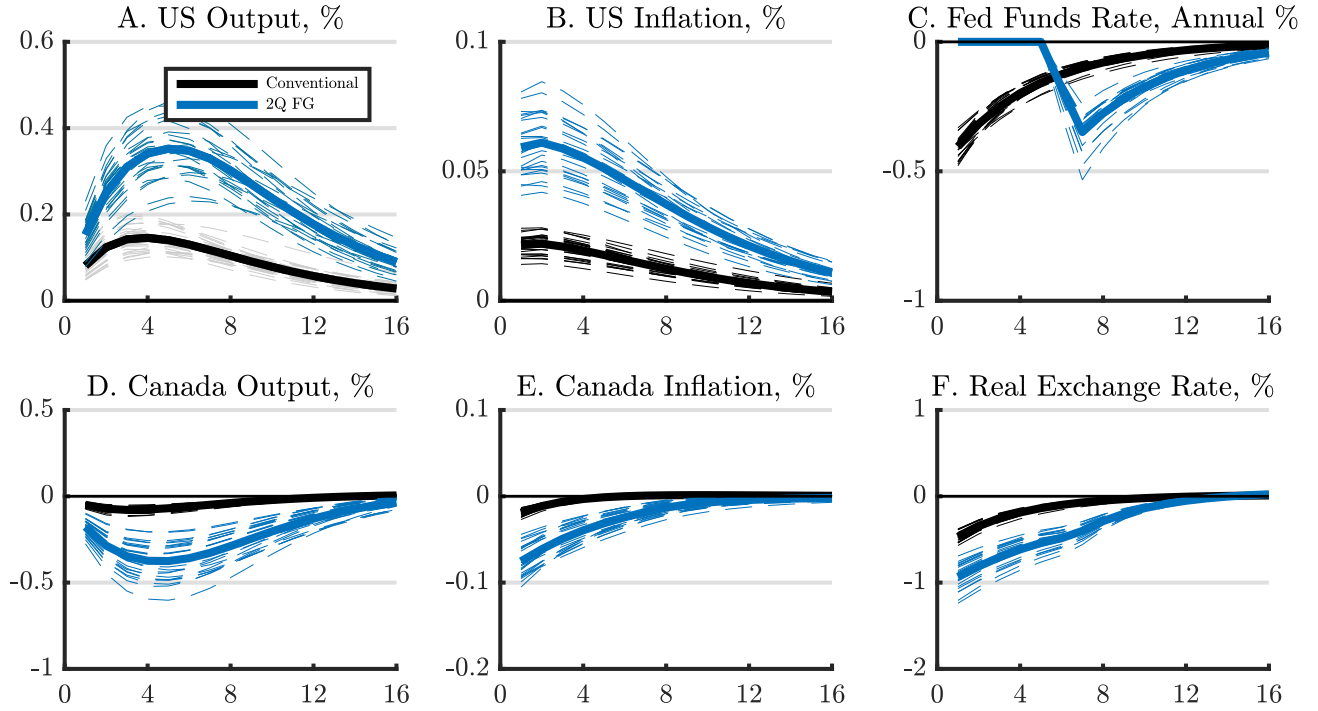 A. US Output, %
0.6
0.4
0.2
0
0 4 8 12 16
Conventional
2Q FG
B. US Inflation, %
0.1
0.05
0
0 4 8 12 16
C. Fed Funds Rate, Annual %
0
-0.5
-1
0 4 8 12 16
D. Canada Output, %
0.5
0
-0.5
-1
0 4 8 12 16
E. Canada Inflation, %
0.1
0
-0.1
-0.2
0 4 8 12 16
F. Real Exchange Rate, %
1
0
-1
-2
0 4 8 12 16